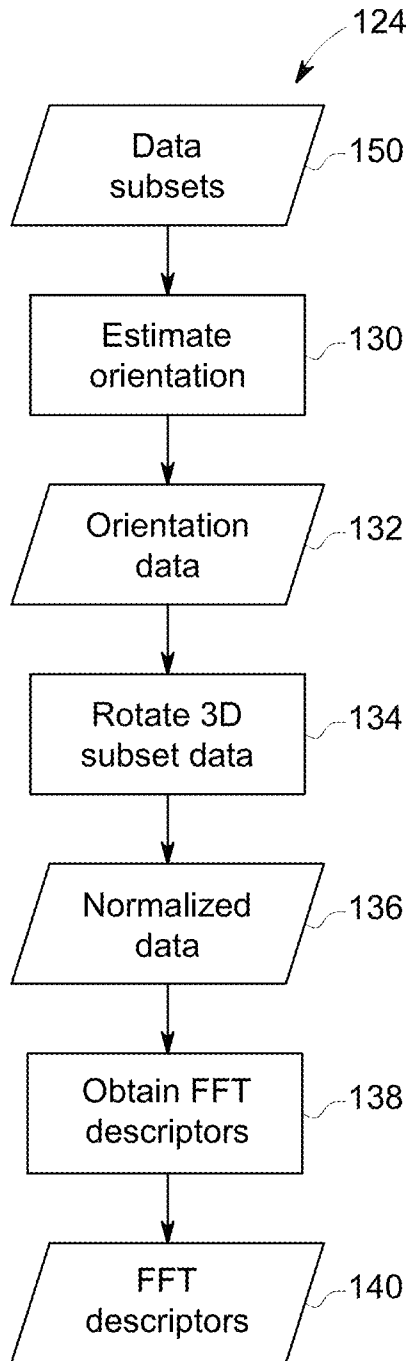 124
Data
subsets
150
Estimate
orientation
130
Orientation
data
132
Rotate 3D
subset data
134
Normalized
data
136
Obtain FFT
descriptors
138
FFT
descriptors
140